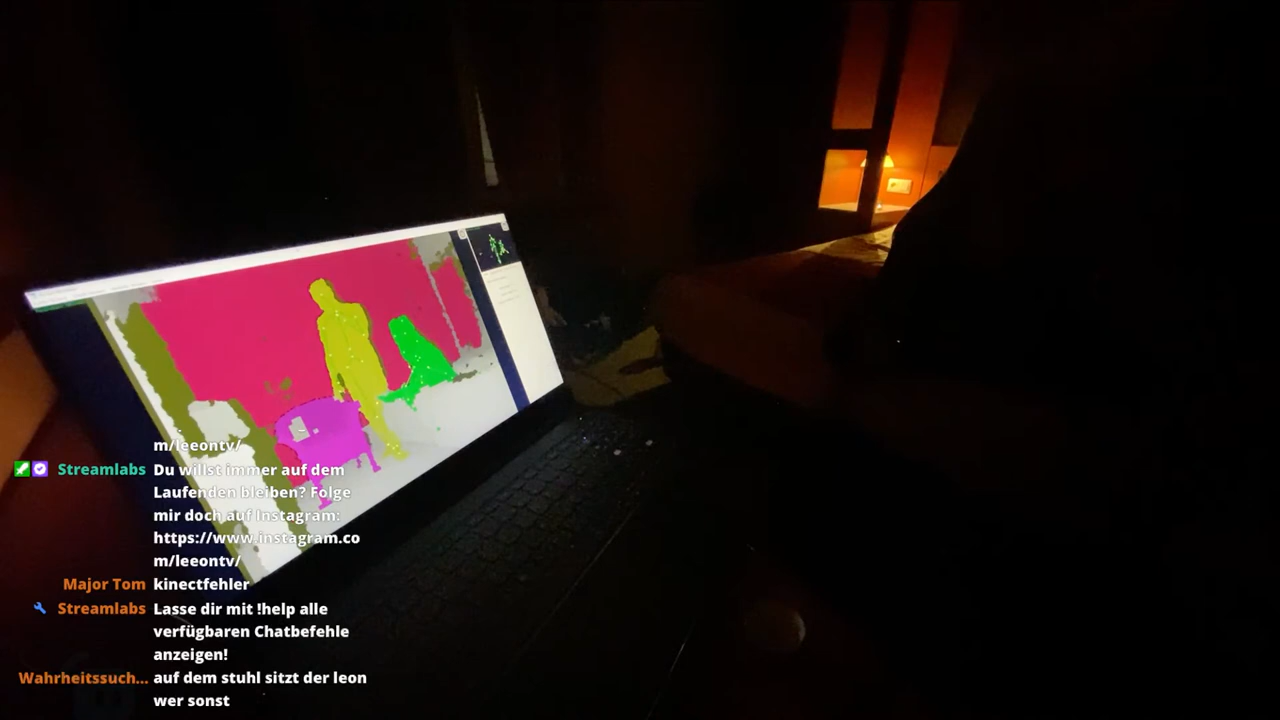 m/leeontv/
Streamlabs Du willst immer auf dem
Laufenden bleiben? Folge
mir doch auf Instagram:
https://www.instagram.co
m/leeontv/
Major Tom kinectfehler
Streamlabs Lasse dir mit !help alle
verfügbaren Chatbefehle
anzeigen!
Wahrheitssuch... auf dem stuhl sitzt der leon
wer sonst